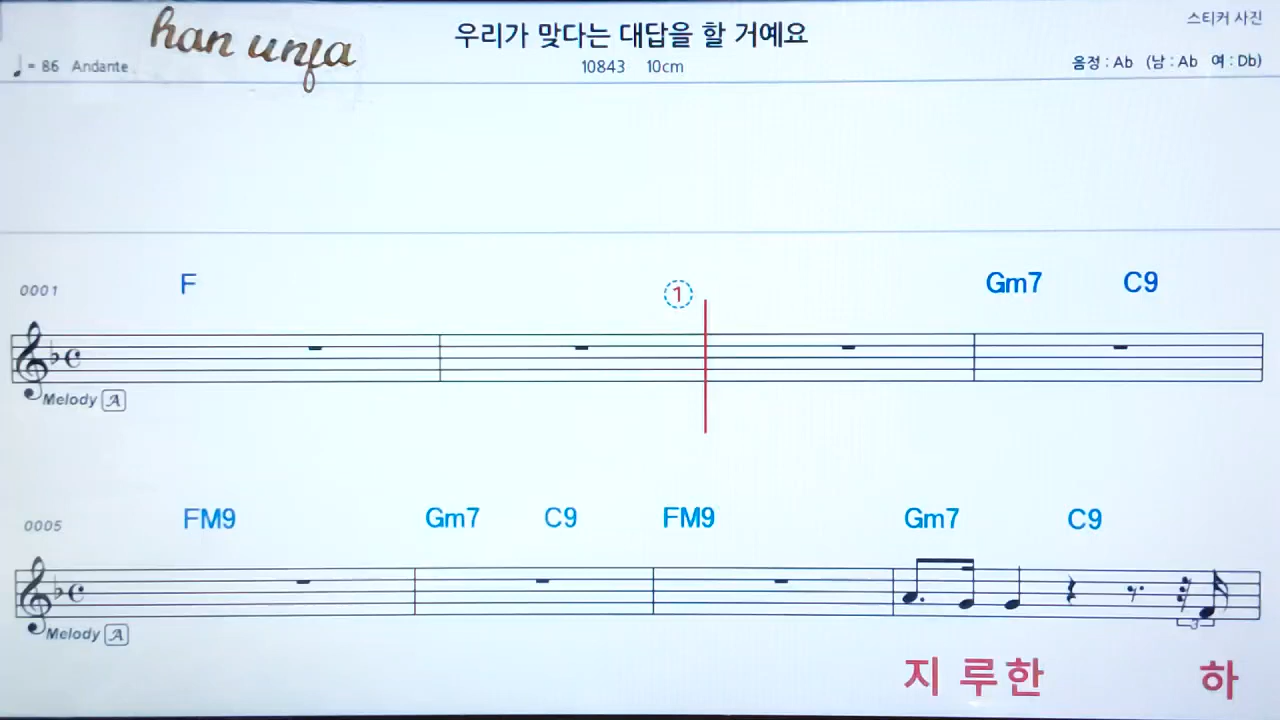 han unfa
우리가 맞다는 대답을 할 거예요
스티커 사진
♩ = 86 Andante
10843 10cm
음정 : Ab (남 : Ab 여 : Db)
0001 F 1 Gm7 C9
Melody A
0005 FM9 Gm7 C9 FM9 Gm7 C9
3
Melody A
지 루 한 하